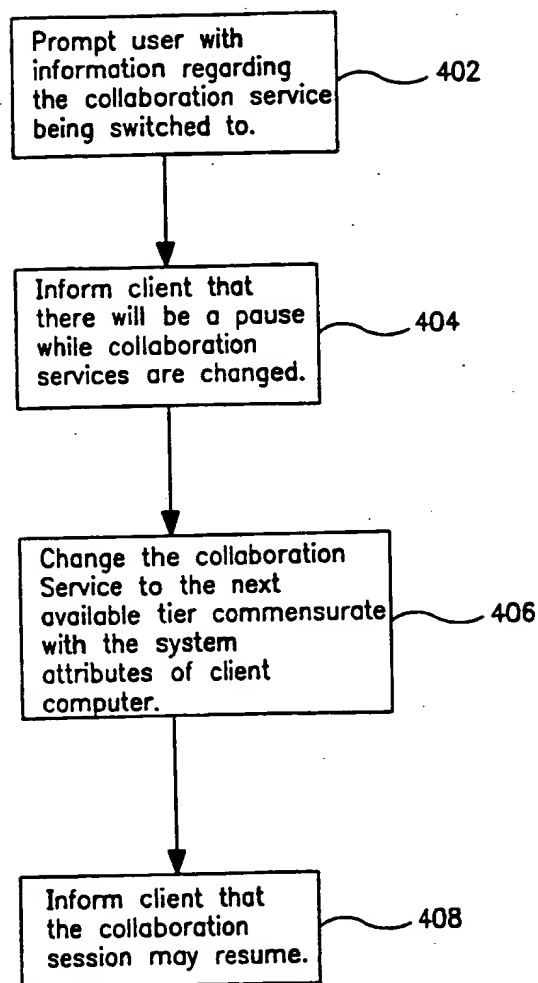 Prompt user with
information regarding
the collaboration service
being switched to.
402
Inform client that
there will be a pause
while collaboration
services are changed.
404
Change the collaboration
Service to the next
available tier commensurate
with the system
attributes of client
computer.
406
Inform client that
the collaboration
session may resume.
408